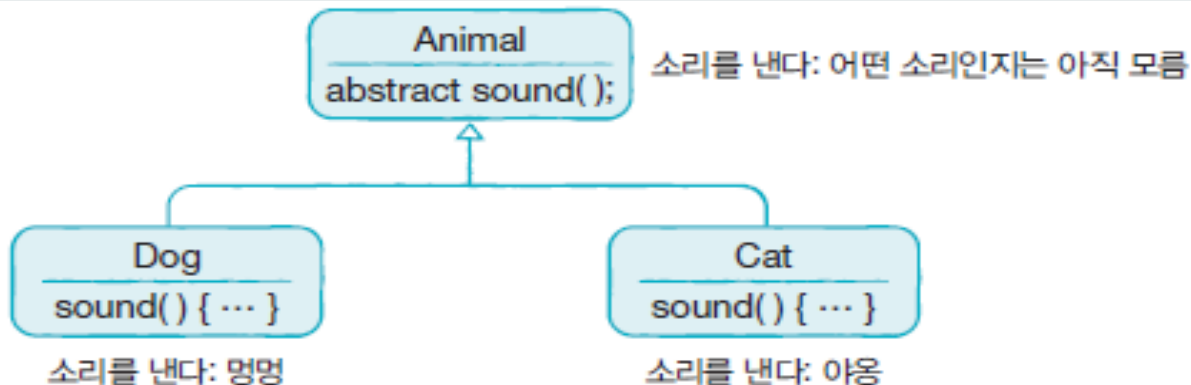 Animal
abstract sound( );
소리를 낸다: 어떤 소리인지는 아직 모름
Dog
sound( ) { ··· }
소리를 낸다: 멍멍
Cat
sound( ) { ··· }
소리를 낸다: 야옹